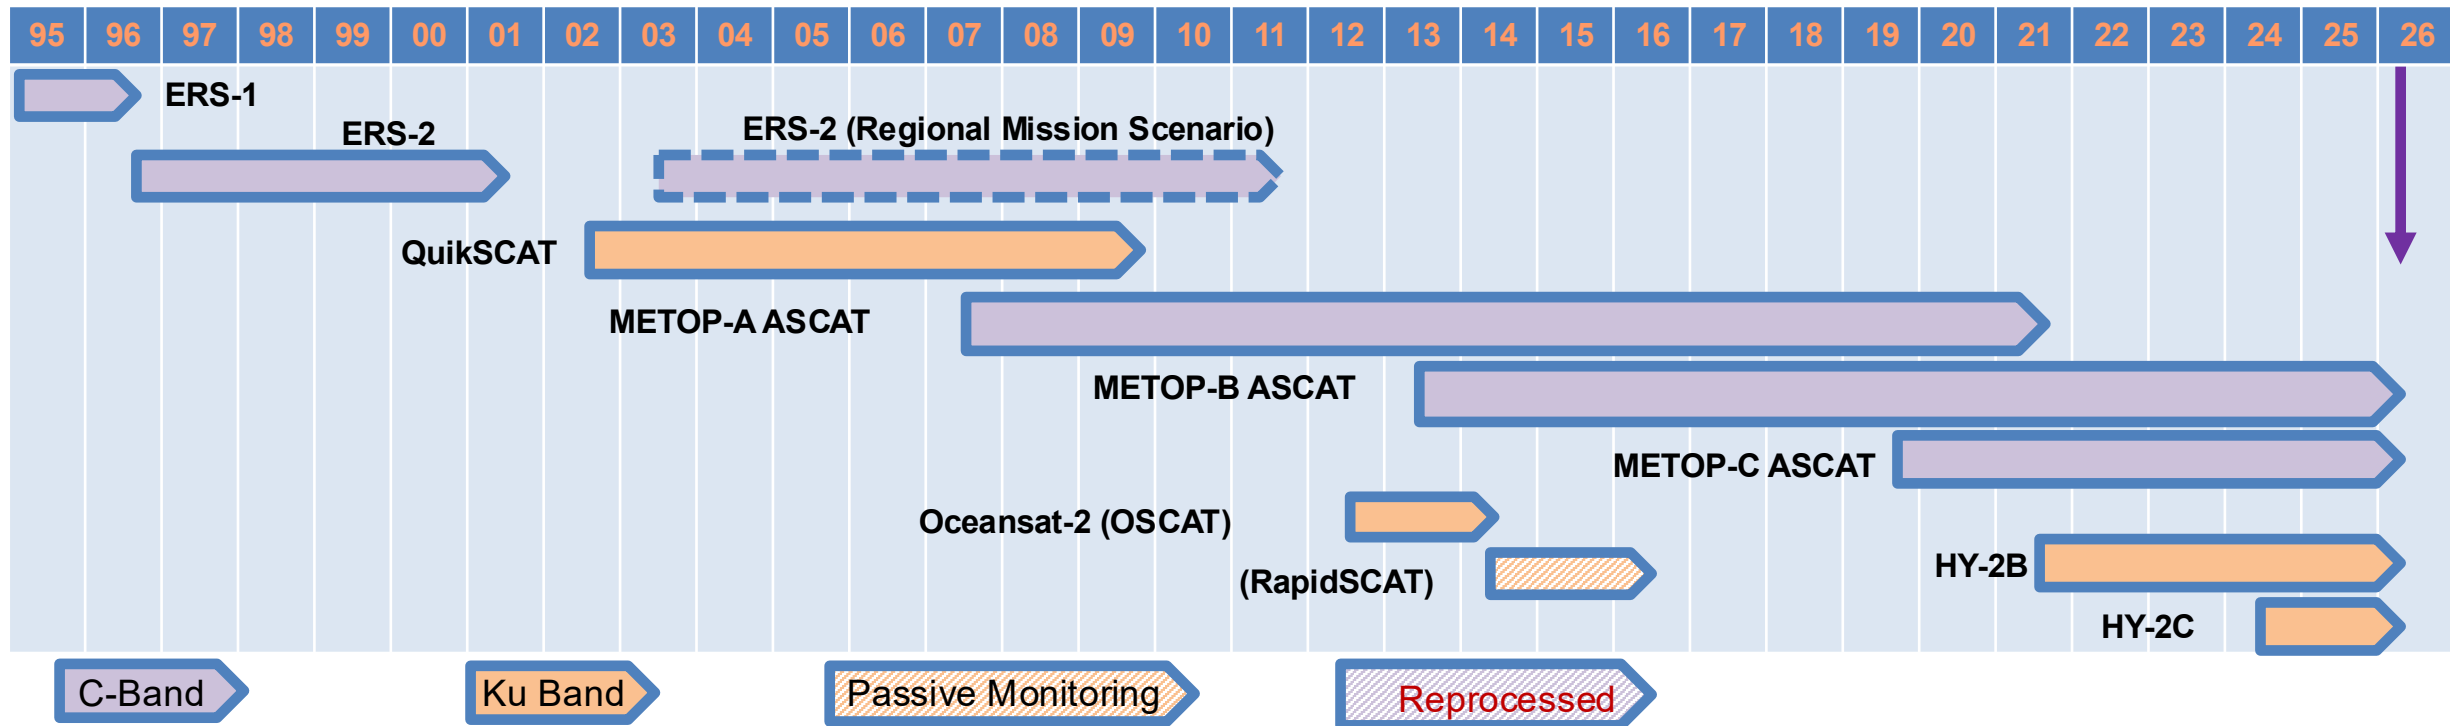 95 96 97 98 99 00 01 02 03 04 05 06 07 08 09 10 11 12 13 14 15 16 17 18 19 20 21 22 23 24 25 26
ERS-1
ERS-2
ERS-2 (Regional Mission Scenario)
QuikSCAT
METOP-A ASCAT
METOP-B ASCAT
METOP-C ASCAT
Oceansat-2 (OSCAT)
(RapidSCAT)
HY-2B
HY-2C
C-Band
Ku Band
Passive Monitoring
Reprocessed